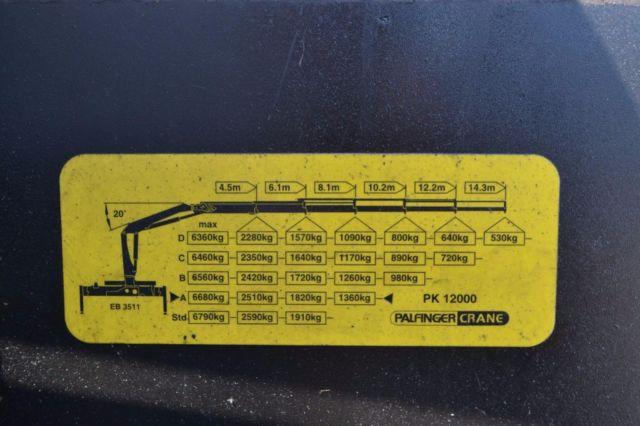 4.5m 6.1m 8.1m 10.2m 12.2m 14.3m
20°
max
D 6360kg 2280kg 1570kg 1090kg 800kg 640kg 530kg
C 6460kg 2350kg 1640kg 1170kg 890kg 720kg
B 6560kg 2420kg 1720kg 1260kg 980kg
A 6680kg 2510kg 1820kg 1360kg PK 12000
EB 3511
Std. 6790kg 2590kg 1910kg PALFINGER CRANE